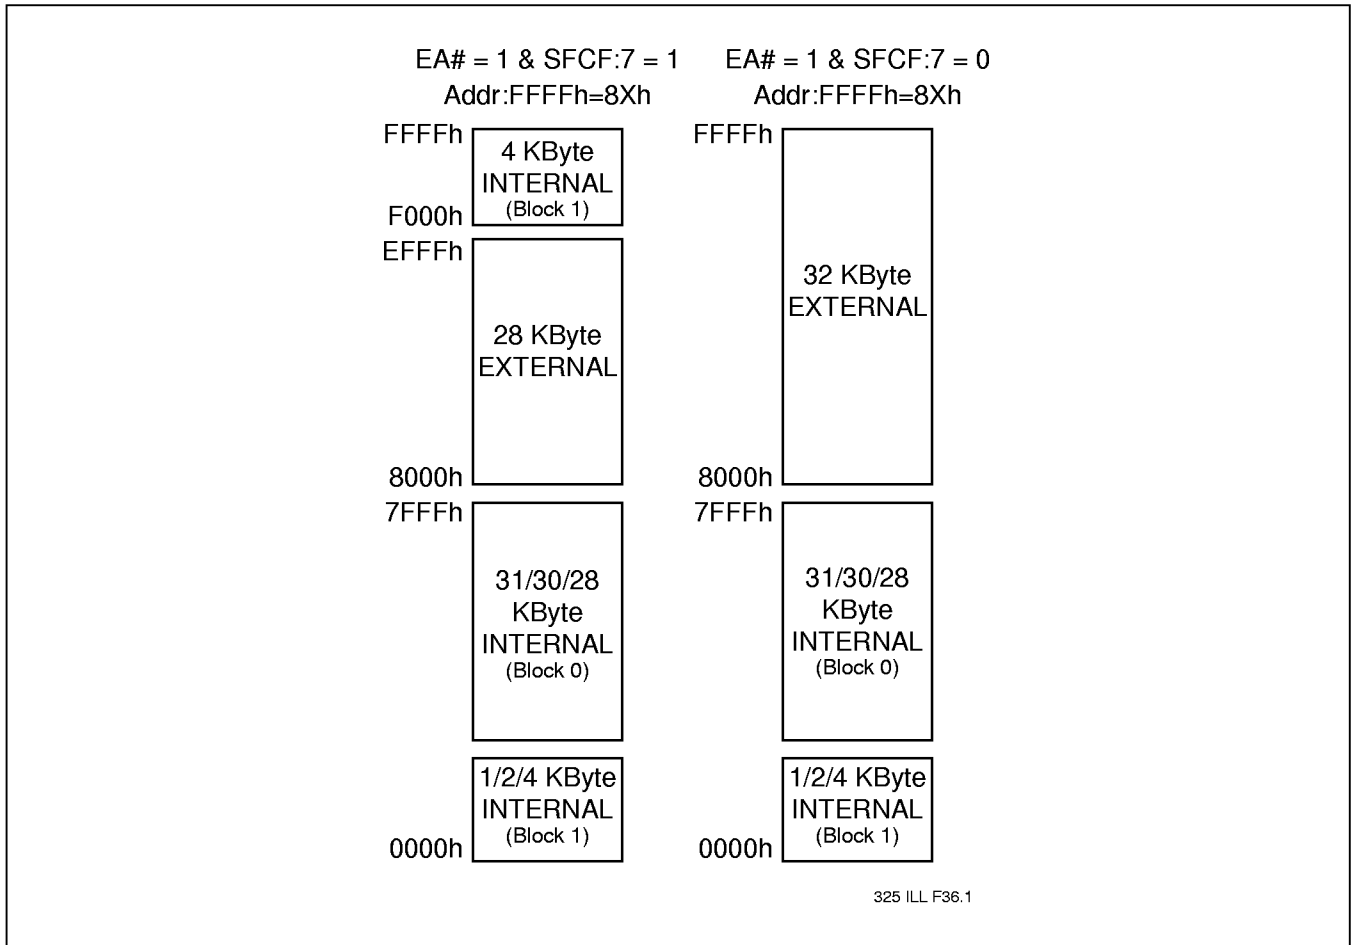 EA# = 1 & SFCF:7 = 1
Addr:FFFFh=8Xh
FFFFh
4 KByte
INTERNAL
(Block 1)
F000h
EFFFh
28 KByte
EXTERNAL
8000h
7FFFh
31/30/28
KByte
INTERNAL
(Block 0)
1/2/4 KByte
INTERNAL
(Block 1)
0000h
EA# = 1 & SFCF:7 = 0
Addr:FFFFh=8Xh
FFFFh
32 KByte
EXTERNAL
8000h
7FFFh
31/30/28
KByte
INTERNAL
(Block 0)
1/2/4 KByte
INTERNAL
(Block 1)
0000h
325 ILL F36.1